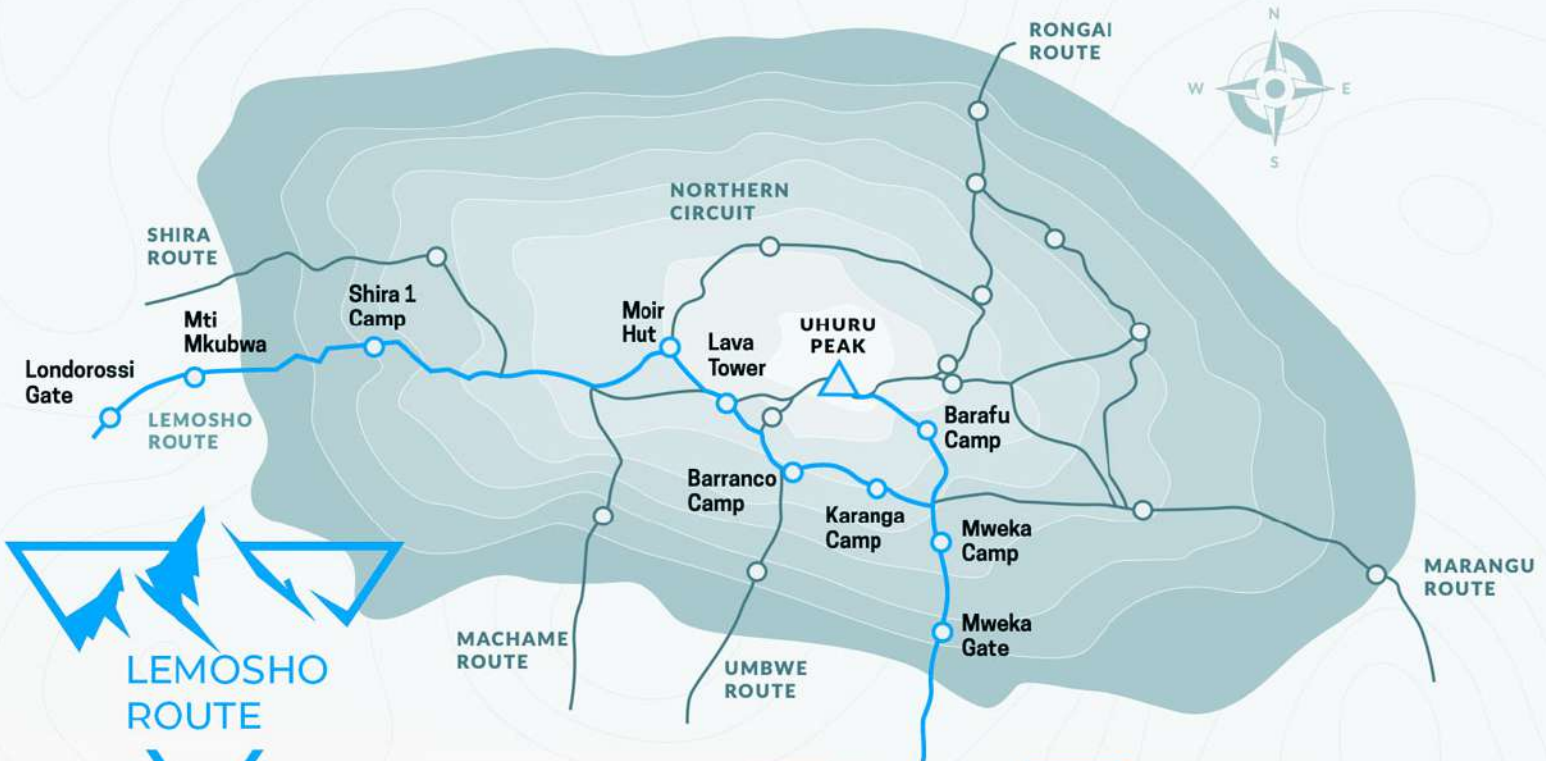 RONGAI
ROUTE
N
W
E
S
NORTHERN
CIRCUIT
SHIRA
ROUTE
Shira 1
Camp
Mti
Mkubwa
Moir
Hut
Lava
Tower
UHURU
PEAK
Londorossi
Gate
LEMOSHO
ROUTE
Barafu
Camp
Barranco
Camp
Karanga
Camp
Mweka
Camp
MARANGU
ROUTE
Mweka
Gate
MACHAME
ROUTE
UMBWE
ROUTE
LEMOSHO
ROUTE